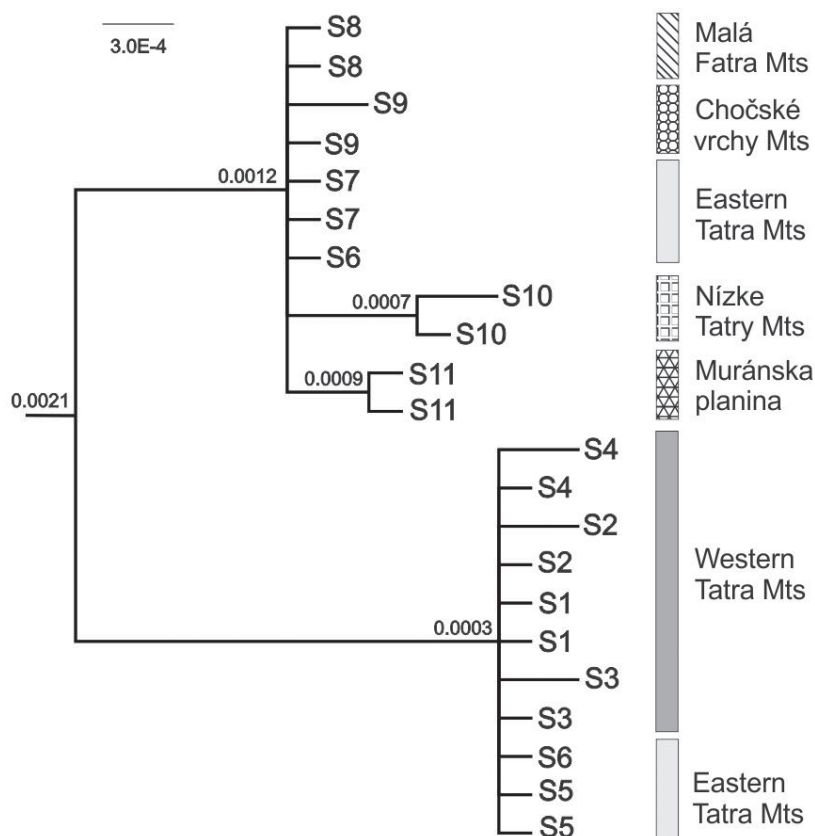 3.0E-4
S8
S8
S9
S9
0.0012
S7
S7
S6
0.0007
S10
S10
0.0009
S11
S11
0.0021
S4
S4
S2
S2
S1
0.0003
S1
S3
S3
S6
S5
S5
Malá
Fatra Mts
Chočské
vrchy Mts
Eastern
Tatra Mts
Nízke
Tatry Mts
Muránska
planina
Western
Tatra Mts
Eastern
Tatra Mts